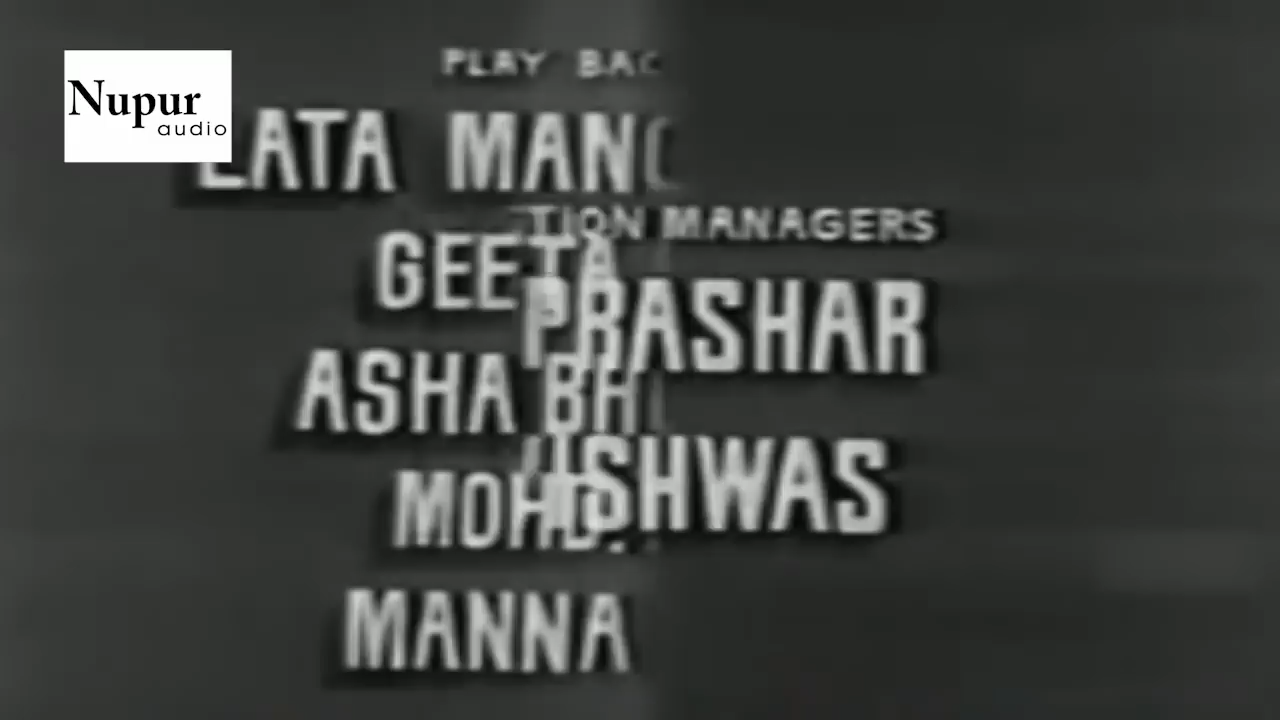 Nupur
audio
PLAY BAC
LATA MANG
TION MANAGERS
GEETA
PRASHAR
ASHA BH
ISHWAS
MOHD.
MANNA